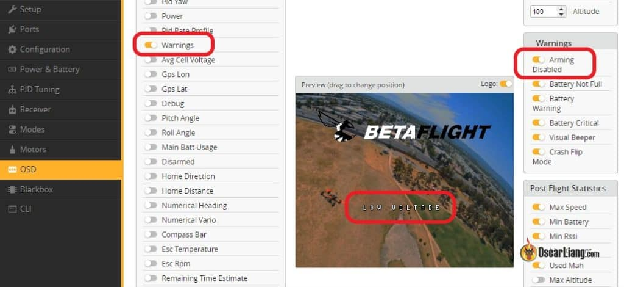 Setup
Ports
Configuration
Power & Battery
PID Tuning
Receiver
Modes
Motors
OSD
Blackbox
CLI
Pid Yaw
Power
Pid Rate Profile
Warnings
Avg Cell Voltage
Gps Lon
Gps Lat
Debug
Pitch Angle
Roll Angle
Main Batt Usage
Disarmed
Home Direction
Home Distance
Numerical Heading
Numerical Vario
Compass Bar
Esc Temperature
Esc Rpm
Remaining Time Estimate
Preview (drag to change position)
Logo:
BETAFLIGHT
LOW VOLTAGE
100 Altitude
Warnings
Arming
Disabled
Battery Not Full
Battery
Warning
Battery Critical
Visual Beeper
Crash Flip
Mode
Post Flight Statistics
Max Speed
Min Battery
Min Rssi
OscarLiang.com
Used Mah
Max Altitude